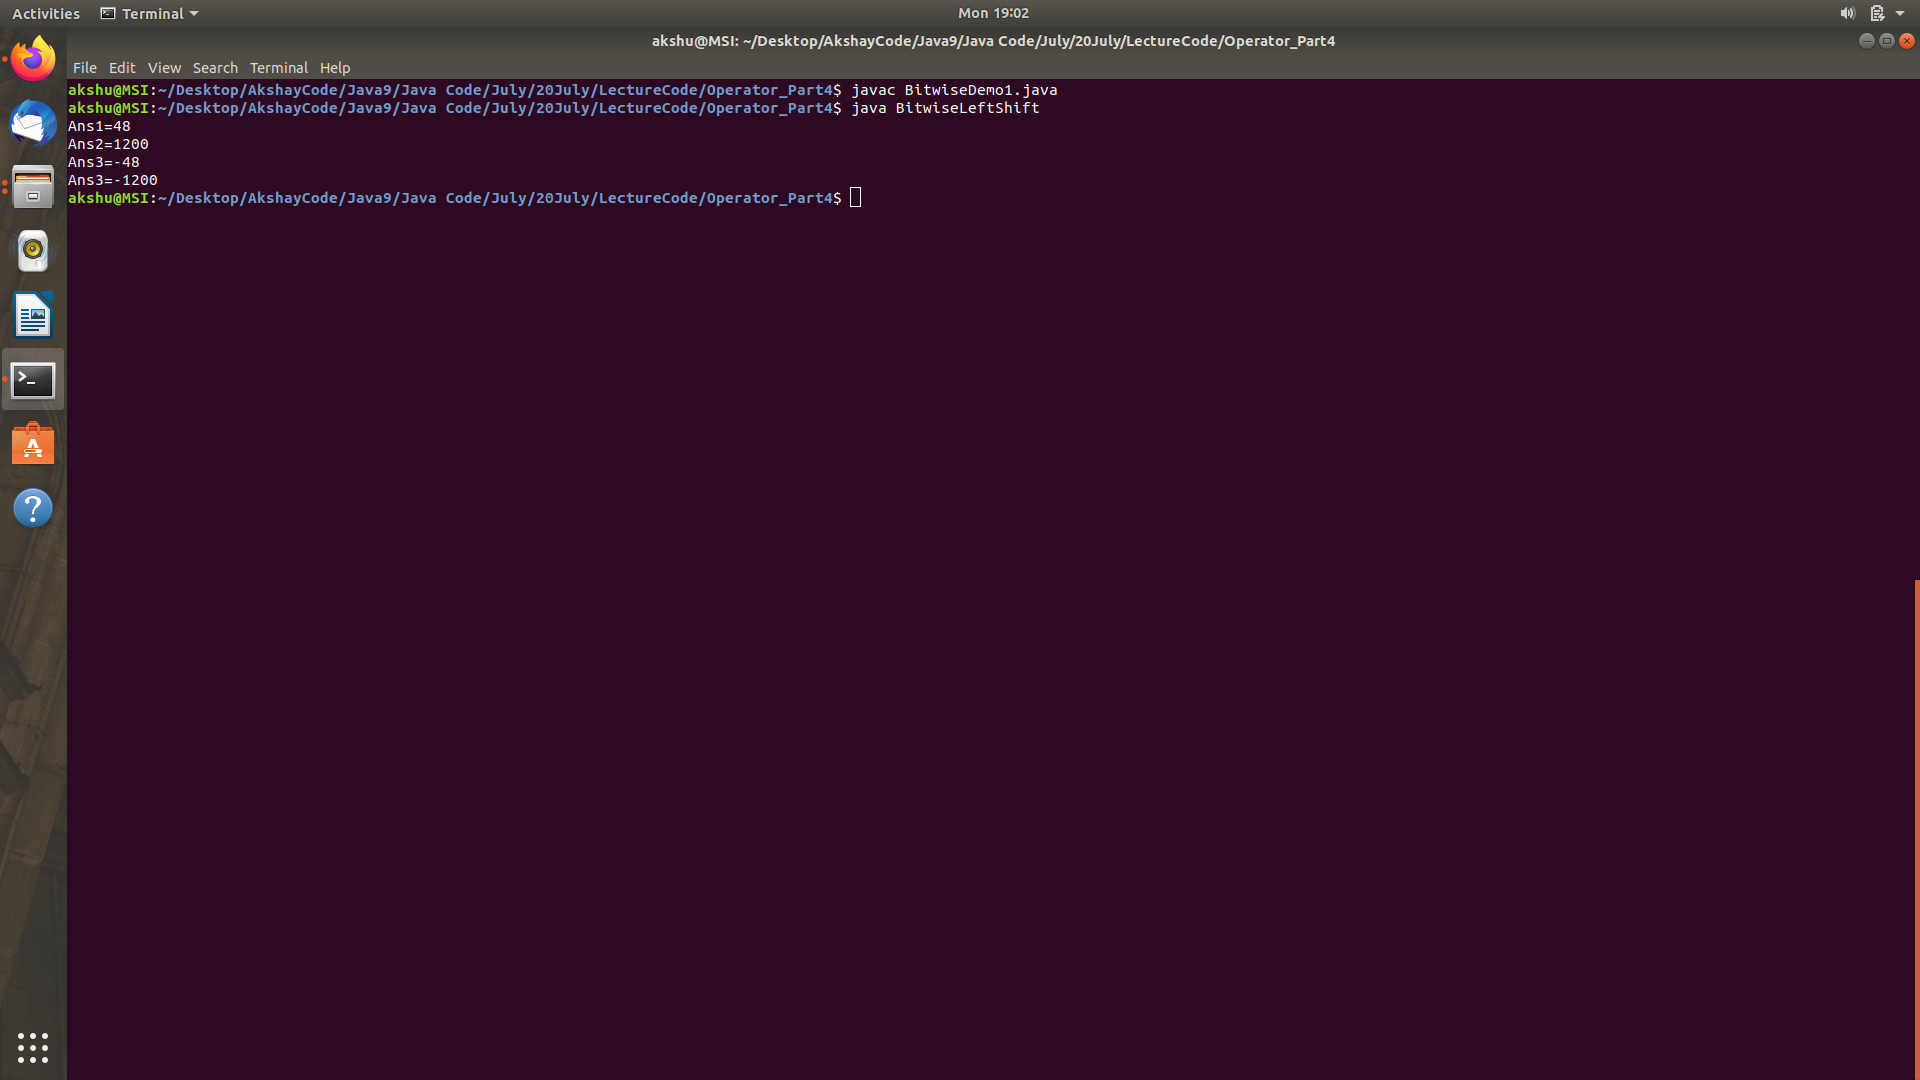 Activities Terminal Mon 19:02
akshu@MSI: ~/Desktop/AkshayCode/Java9/Java Code/July/20July/LectureCode/Operator_Part4
File Edit View Search Terminal Help
akshu@MSI:~/Desktop/AkshayCode/Java9/Java Code/July/20July/LectureCode/Operator_Part4$ javac BitwiseDemo1.java
akshu@MSI:~/Desktop/AkshayCode/Java9/Java Code/July/20July/LectureCode/Operator_Part4$ java BitwiseLeftShift
Ans1=48
Ans2=1200
Ans3=-48
Ans3=-1200
akshu@MSI:~/Desktop/AkshayCode/Java9/Java Code/July/20July/LectureCode/Operator_Part4$